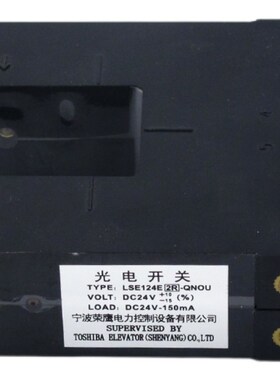 光电开关
TYPE: LSE124E[2R]-QNOU
VOLT: DC24V +15 -15 (%)
LOAD: DC24V-150mA
宁波荣鹰电力控制设备有限公司
SUPERVISED BY
TOSHIBA ELEVATOR(SHENYANG)CO.,LTD